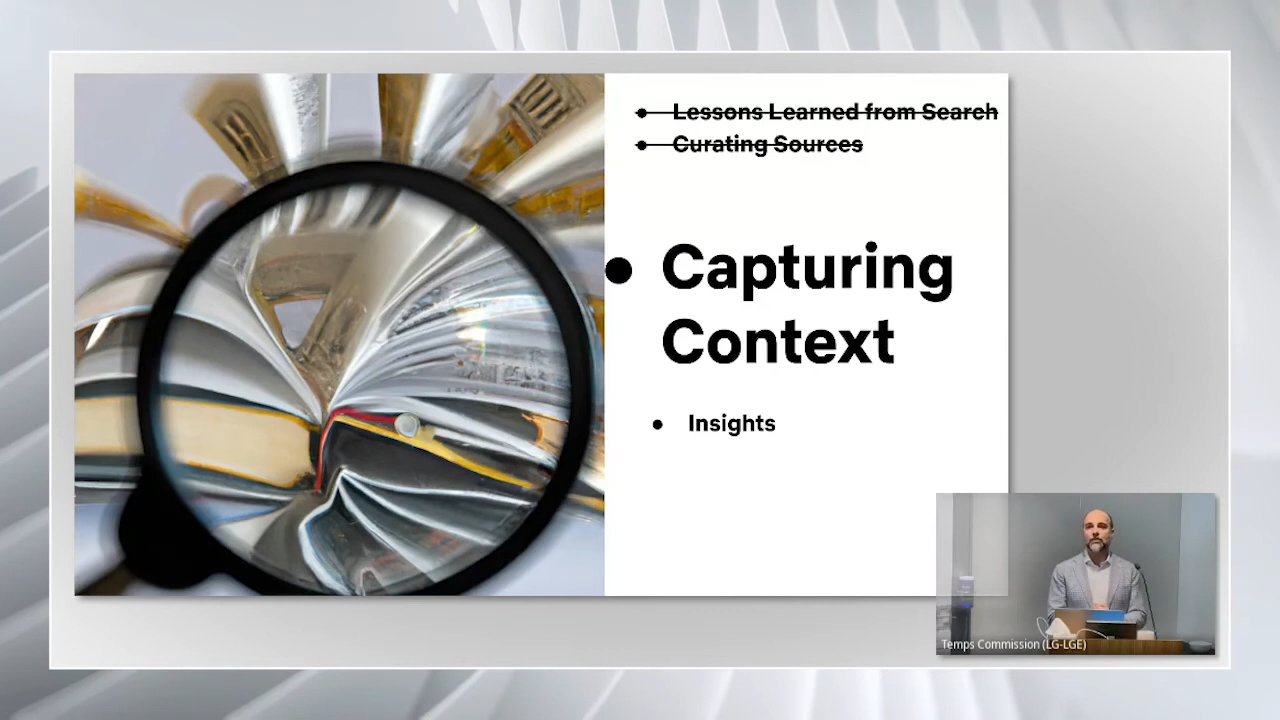 Lessons Learned from Search
Curating Sources
Capturing
Context
Insights
Temps Commission (LG-LGE)